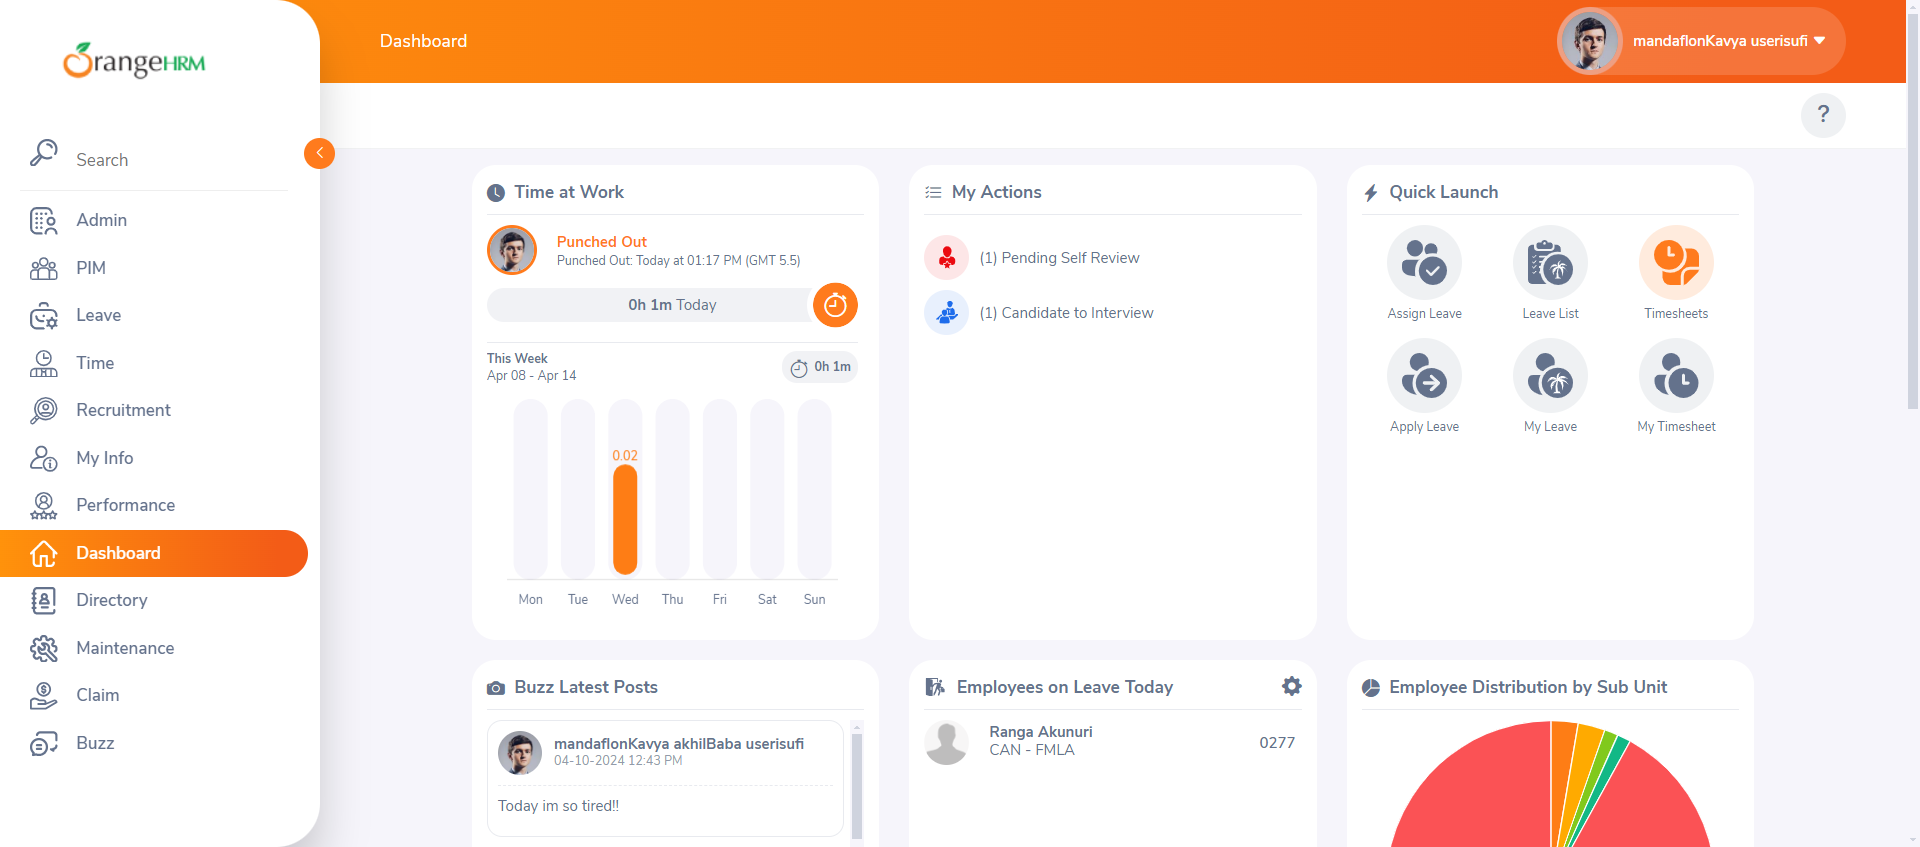 OrangeHRM
Dashboard
mandaflonKavya userisufi
?
Search
Admin
PIM
Leave
Time
Recruitment
My Info
Performance
Dashboard
Directory
Maintenance
Claim
Buzz
Time at Work
Punched Out
Punched Out: Today at 01:17 PM (GMT 5.5)
0h 1m Today
This Week
Apr 08 - Apr 14
0h 1m
0.02
Mon Tue Wed Thu Fri Sat Sun
My Actions
(1) Pending Self Review
(1) Candidate to Interview
Quick Launch
Assign Leave Leave List Timesheets
Apply Leave My Leave My Timesheet
Buzz Latest Posts
mandaflonKavya akhilBaba userisufi
04-10-2024 12:43 PM
Today im so tired!!
Employees on Leave Today
Ranga Akunuri
CAN - FMLA
0277
Employee Distribution by Sub Unit